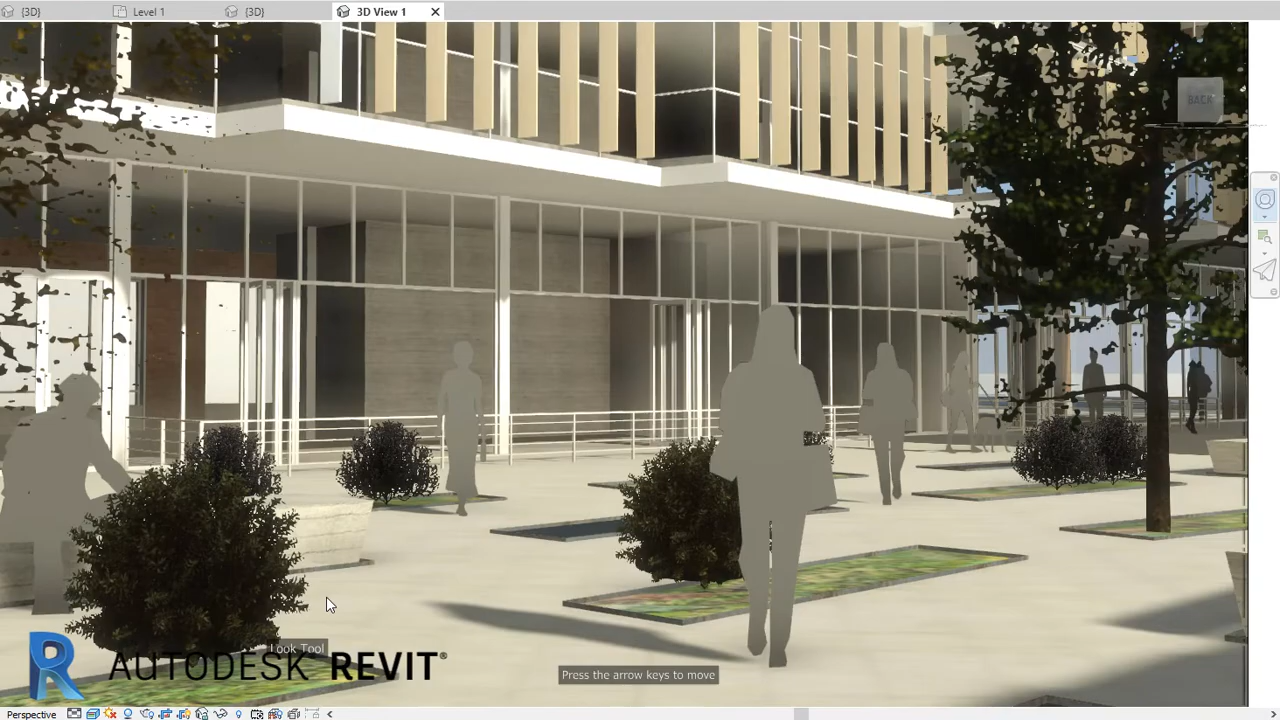 {3D}
Level 1
{3D}
3D View 1
BACK
Look Tool
AUTODESK® REVIT®
Press the arrow keys to move
Perspective